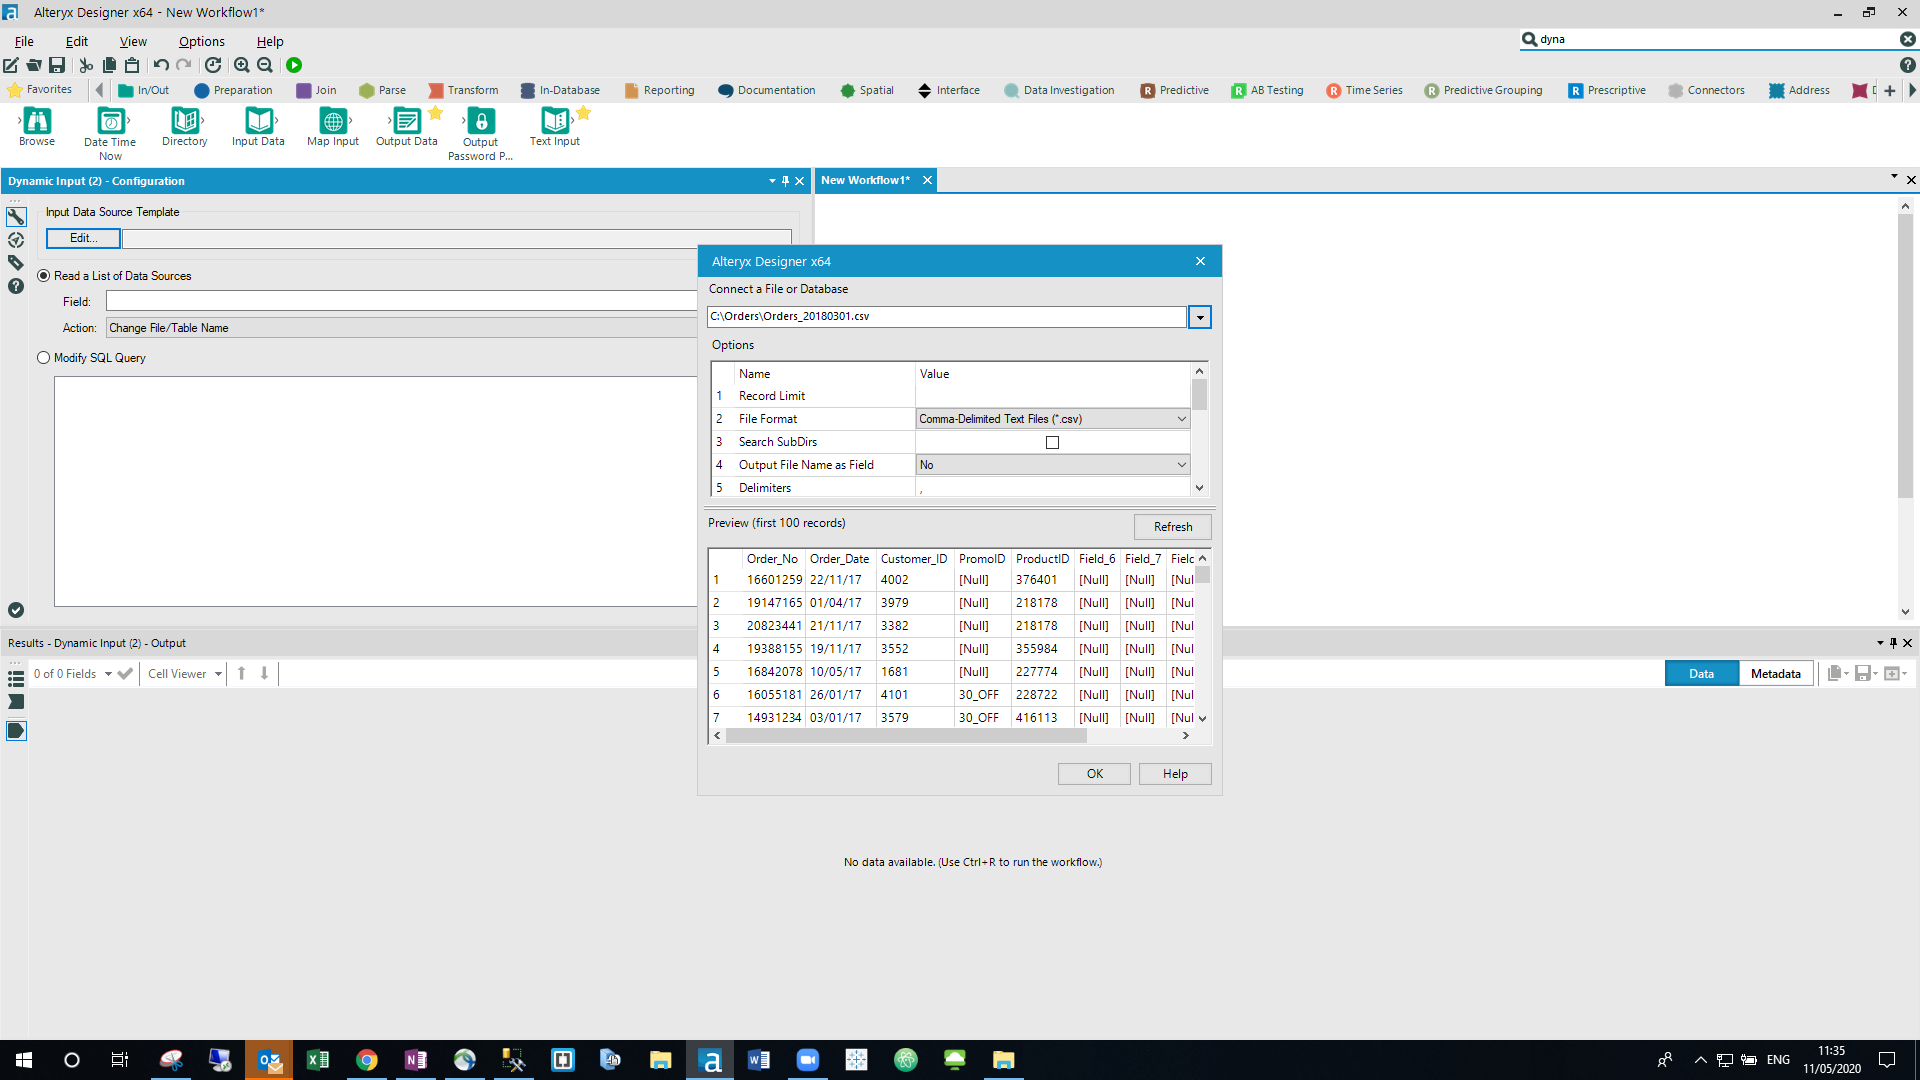 Alteryx Designer x64 - New Workflow1*
File Edit View Options Help
dyna
Favorites In/Out Preparation Join Parse Transform In-Database Reporting Documentation Spatial Interface Data Investigation Predictive AB Testing Time Series Predictive Grouping Prescriptive Connectors Address
Browse Date Time Now Directory Input Data Map Input Output Data Output Password P... Text Input
Dynamic Input (2) - Configuration
New Workflow1*
Input Data Source Template
Edit...
Read a List of Data Sources
Field:
Action: Change File/Table Name
Modify SQL Query
Alteryx Designer x64
Connect a File or Database
C:\Orders\Orders_20180301.csv
Options
Name Value
1 Record Limit
2 File Format Comma-Delimited Text Files (*.csv)
3 Search SubDirs
4 Output File Name as Field No
5 Delimiters ,
Preview (first 100 records)
Refresh
Order_No Order_Date Customer_ID PromoID ProductID Field_6 Field_7 Fielc
1 16601259 22/11/17 4002 [Null] 376401 [Null] [Null] [Nul
2 19147165 01/04/17 3979 [Null] 218178 [Null] [Null] [Nul
3 20823441 21/11/17 3382 [Null] 218178 [Null] [Null] [Nul
4 19388155 19/11/17 3552 [Null] 355984 [Null] [Null] [Nul
5 16842078 10/05/17 1681 [Null] 227774 [Null] [Null] [Nul
6 16055181 26/01/17 4101 30_OFF 228722 [Null] [Null] [Nul
7 14931234 03/01/17 3579 30_OFF 416113 [Null] [Null] [Nul
OK Help
Results - Dynamic Input (2) - Output
0 of 0 Fields Cell Viewer
Data Metadata
No data available. (Use Ctrl+R to run the workflow.)
ENG
11:35
11/05/2020